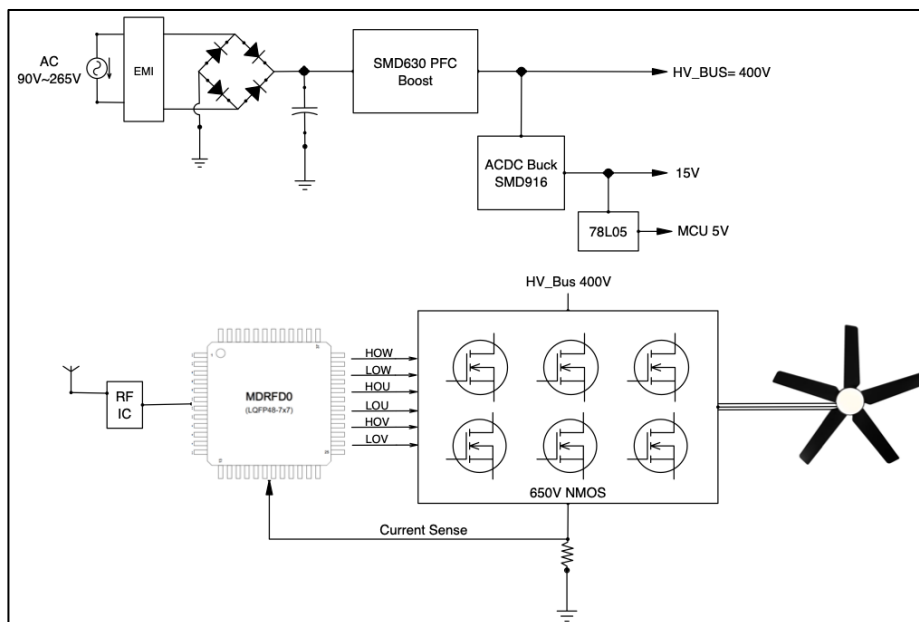 AC
90V~265V
EMI
SMD630 PFC
Boost
HV_BUS= 400V
ACDC Buck
SMD916
15V
78L05
MCU 5V
HV_Bus 400V
RF
IC
MDRFD0
(LQFP48-7x7)
HOW
LOW
HOU
LOU
HOV
LOV
650V NMOS
Current Sense